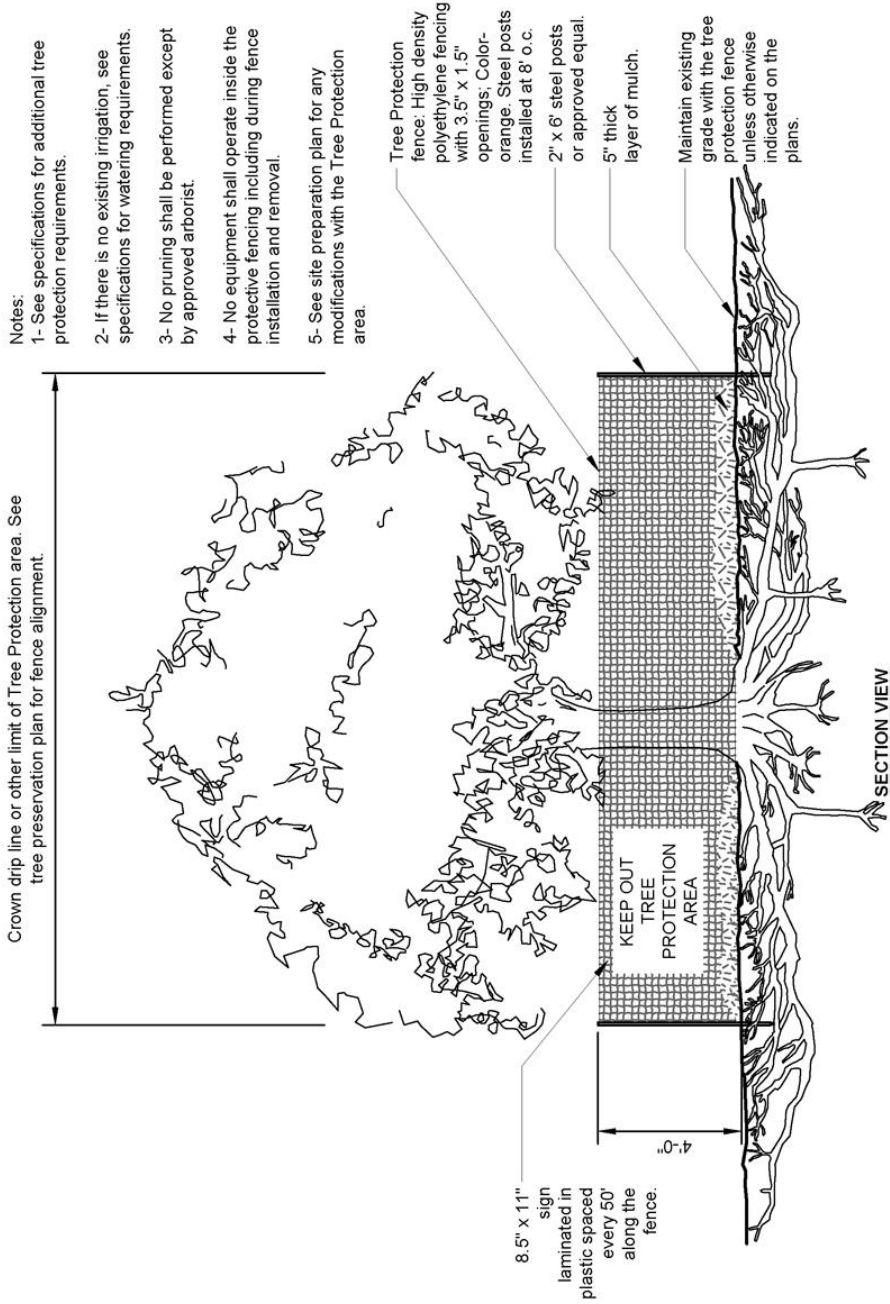 Crown drip line or other limit of Tree Protection area. See
tree preservation plan for fence alignment.
Notes:
1- See specifications for additional tree
protection requirements.
2- If there is no existing irrigation, see
specifications for watering requirements.
3- No pruning shall be performed except
by approved arborist.
4- No equipment shall operate inside the
protective fencing including during fence
installation and removal.
5- See site preparation plan for any
modifications with the Tree Protection
area.
Tree Protection
fence: High density
polyethylene fencing
with 3.5" x 1.5"
openings; Color-
orange. Steel posts
installed at 8' o.c.
2" x 6' steel posts
or approved equal.
5" thick
layer of mulch.
Maintain existing
grade with the tree
protection fence
unless otherwise
indicated on the
plans.
8.5" x 11"
sign
laminated in
plastic spaced
every 50'
along the
fence.
4'-0"
KEEP OUT
TREE
PROTECTION
AREA
SECTION VIEW